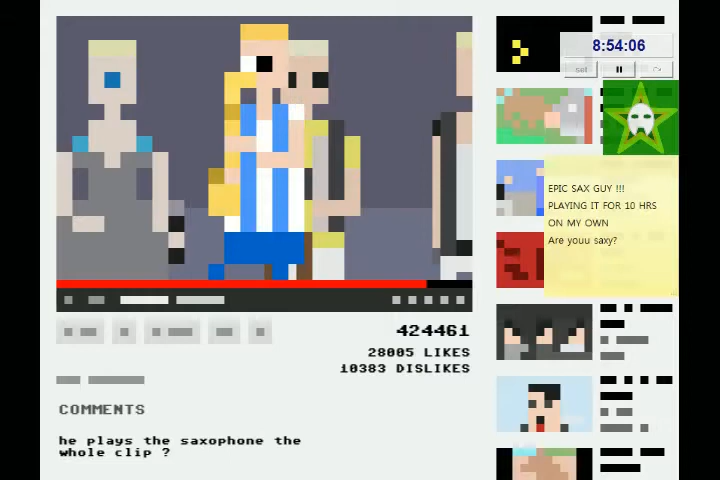 8:54:06
set
EPIC SAX GUY !!!
PLAYING IT FOR 10 HRS
ON MY OWN
Are youu saxy?
424461
28005 LIKES
10383 DISLIKES
COMMENTS
he plays the saxophone the
whole clip ?